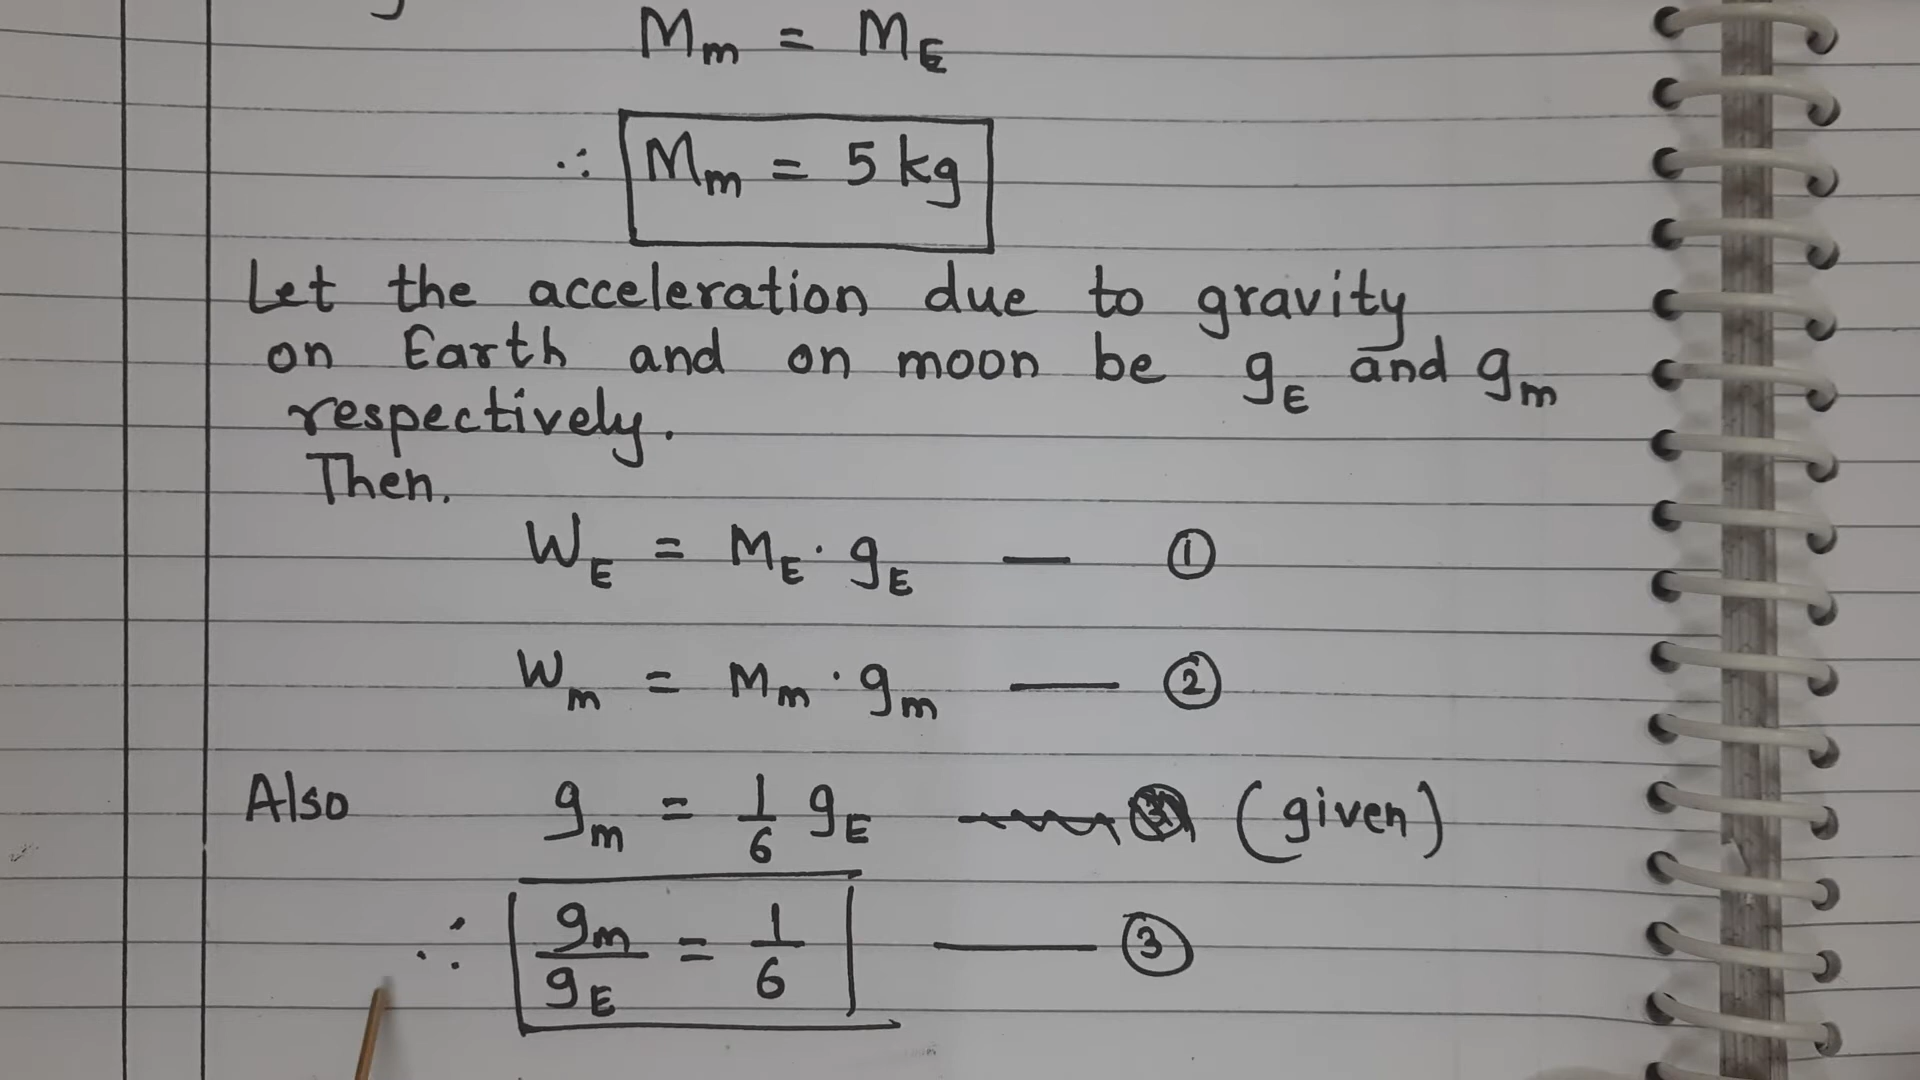 Mm = ME
∴ Mm = 5 kg
Let the acceleration due to gravity
on Earth and on moon be gE and gm
respectively.
Then.
WE = ME · gE — ①
Wm = Mm · gm — ②
Also gm = 1/6 gE (given)
∴ gm/gE = 1/6 — ③